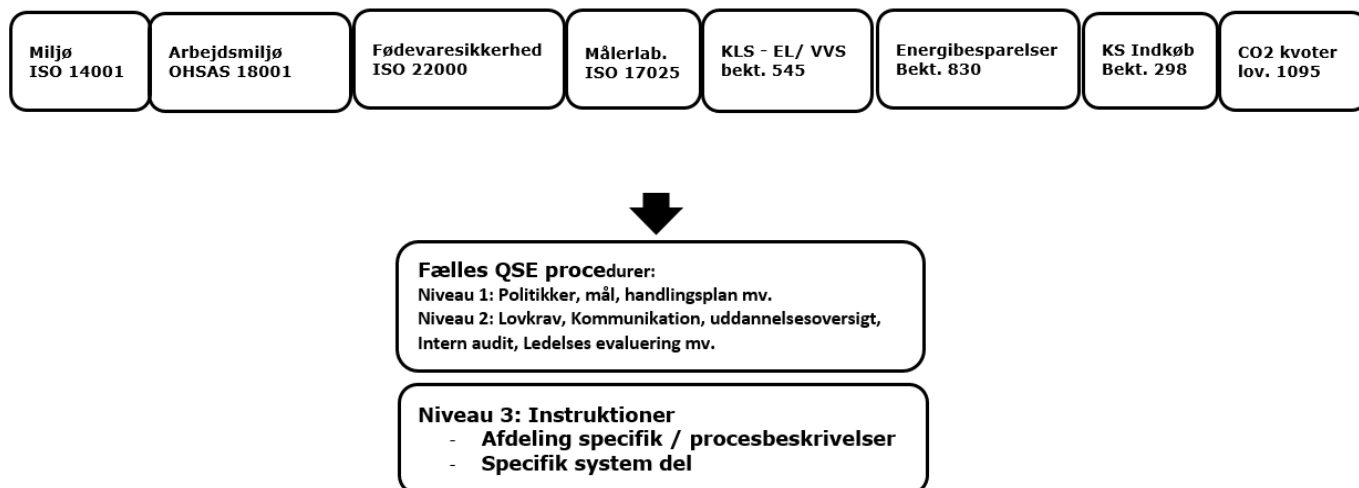 Miljø
ISO 14001
Arbejdsmiljø
OHSAS 18001
Fødevaresikkerhed
ISO 22000
Målerlab.
ISO 17025
KLS - EL/ VVS
bekt. 545
Energibesparelser
Bekt. 830
KS Indkøb
Bekt. 298
CO2 kvoter
lov. 1095
Fælles QSE procedurer:
Niveau 1: Politikker, mål, handlingsplan mv.
Niveau 2: Lovkrav, Kommunikation, uddannelsesoversigt,
Intern audit, Ledelses evaluering mv.
Niveau 3: Instruktioner
- Afdeling specifik / procesbeskrivelser
- Specifik system del